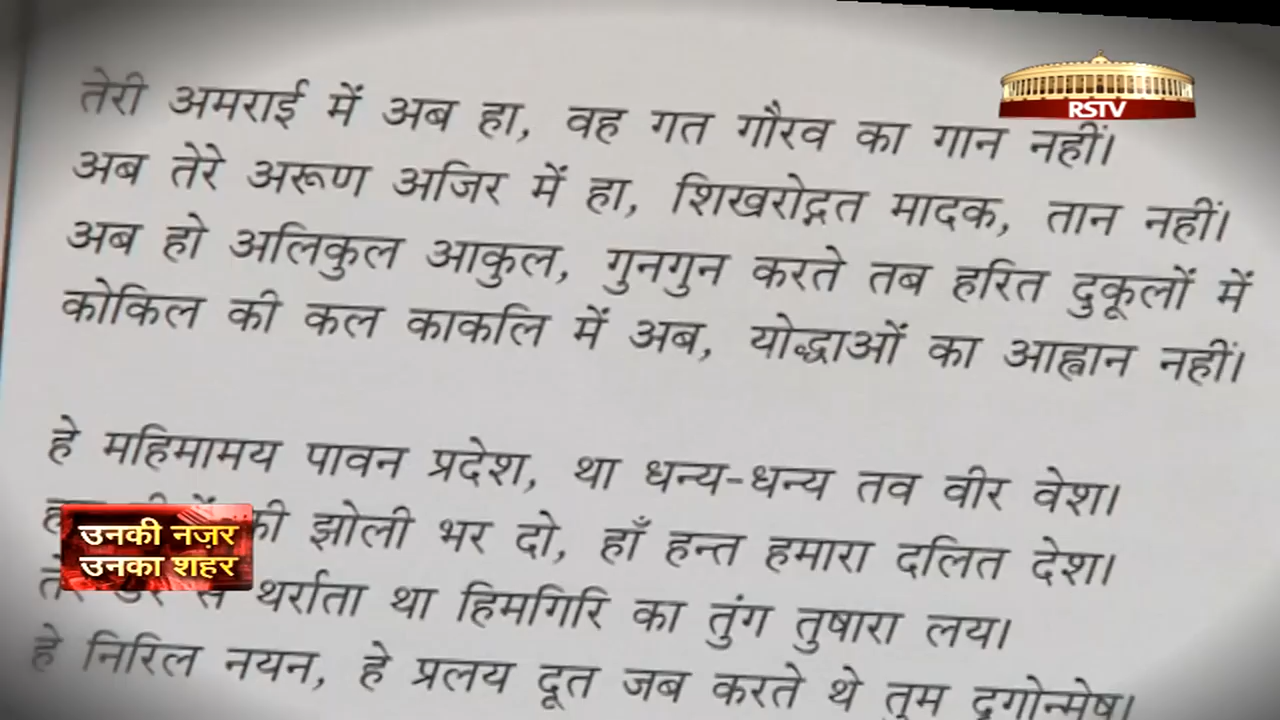 RSTV
तेरी अमराई में अब हा, वह गत गौरव का गान नहीं।
अब तेरे अरूण अजिर में हा, शिखरोद्गत मादक, तान नहीं।
अब हो अलिकुल आकुल, गुनगुन करते तब हरित दुकूलों में
कोकिल की कल काकलि में अब, योद्धाओं का आह्वान नहीं।
हे महिमामय पावन प्रदेश, था धन्य-धन्य तव वीर वेश।
की झोली भर दो, हाँ हन्त हमारा दलित देश।
से थर्राता था हिमगिरि का तुंग तुषारा लय।
हे निरिल नयन, हे प्रलय दूत जब करते थे तुम दृगोन्मेष।
उनकी नज़र
उनका शहर